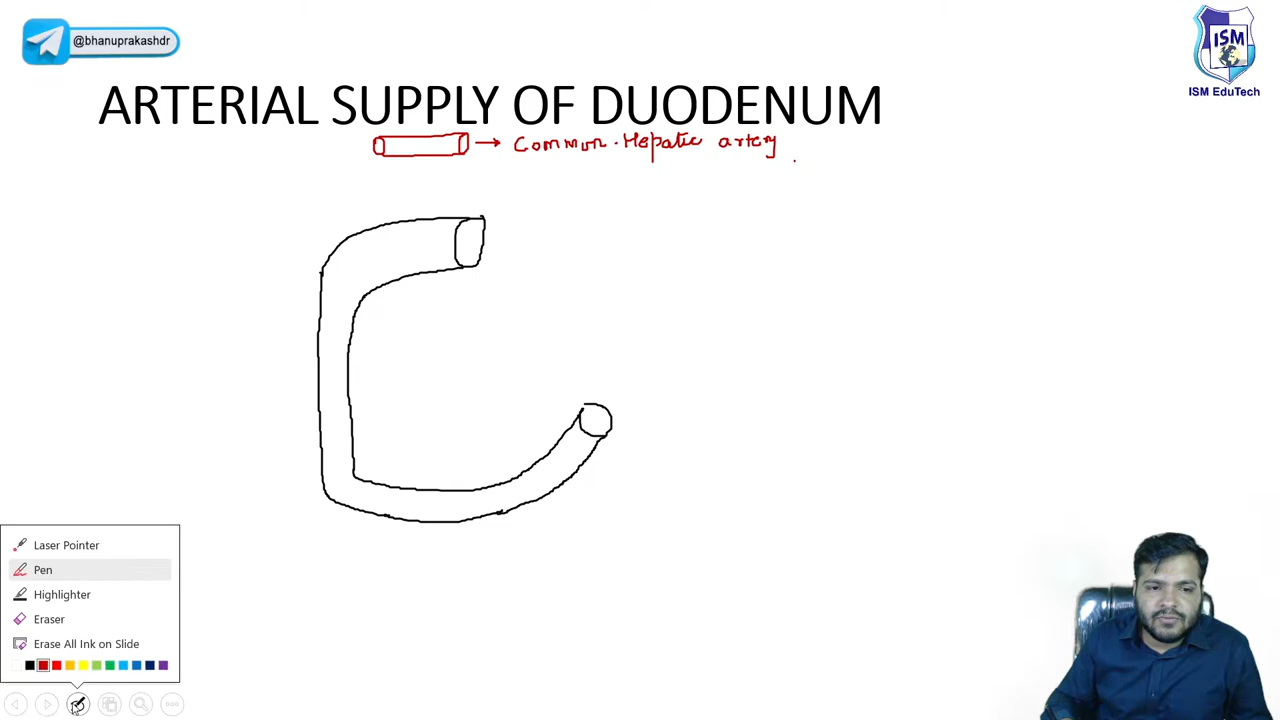 @bhanuprakashdr
ISM
ISM EduTech
ARTERIAL SUPPLY OF DUODENUM
Common. Hepatic artery
Laser Pointer
Pen
Highlighter
Eraser
Erase All Ink on Slide